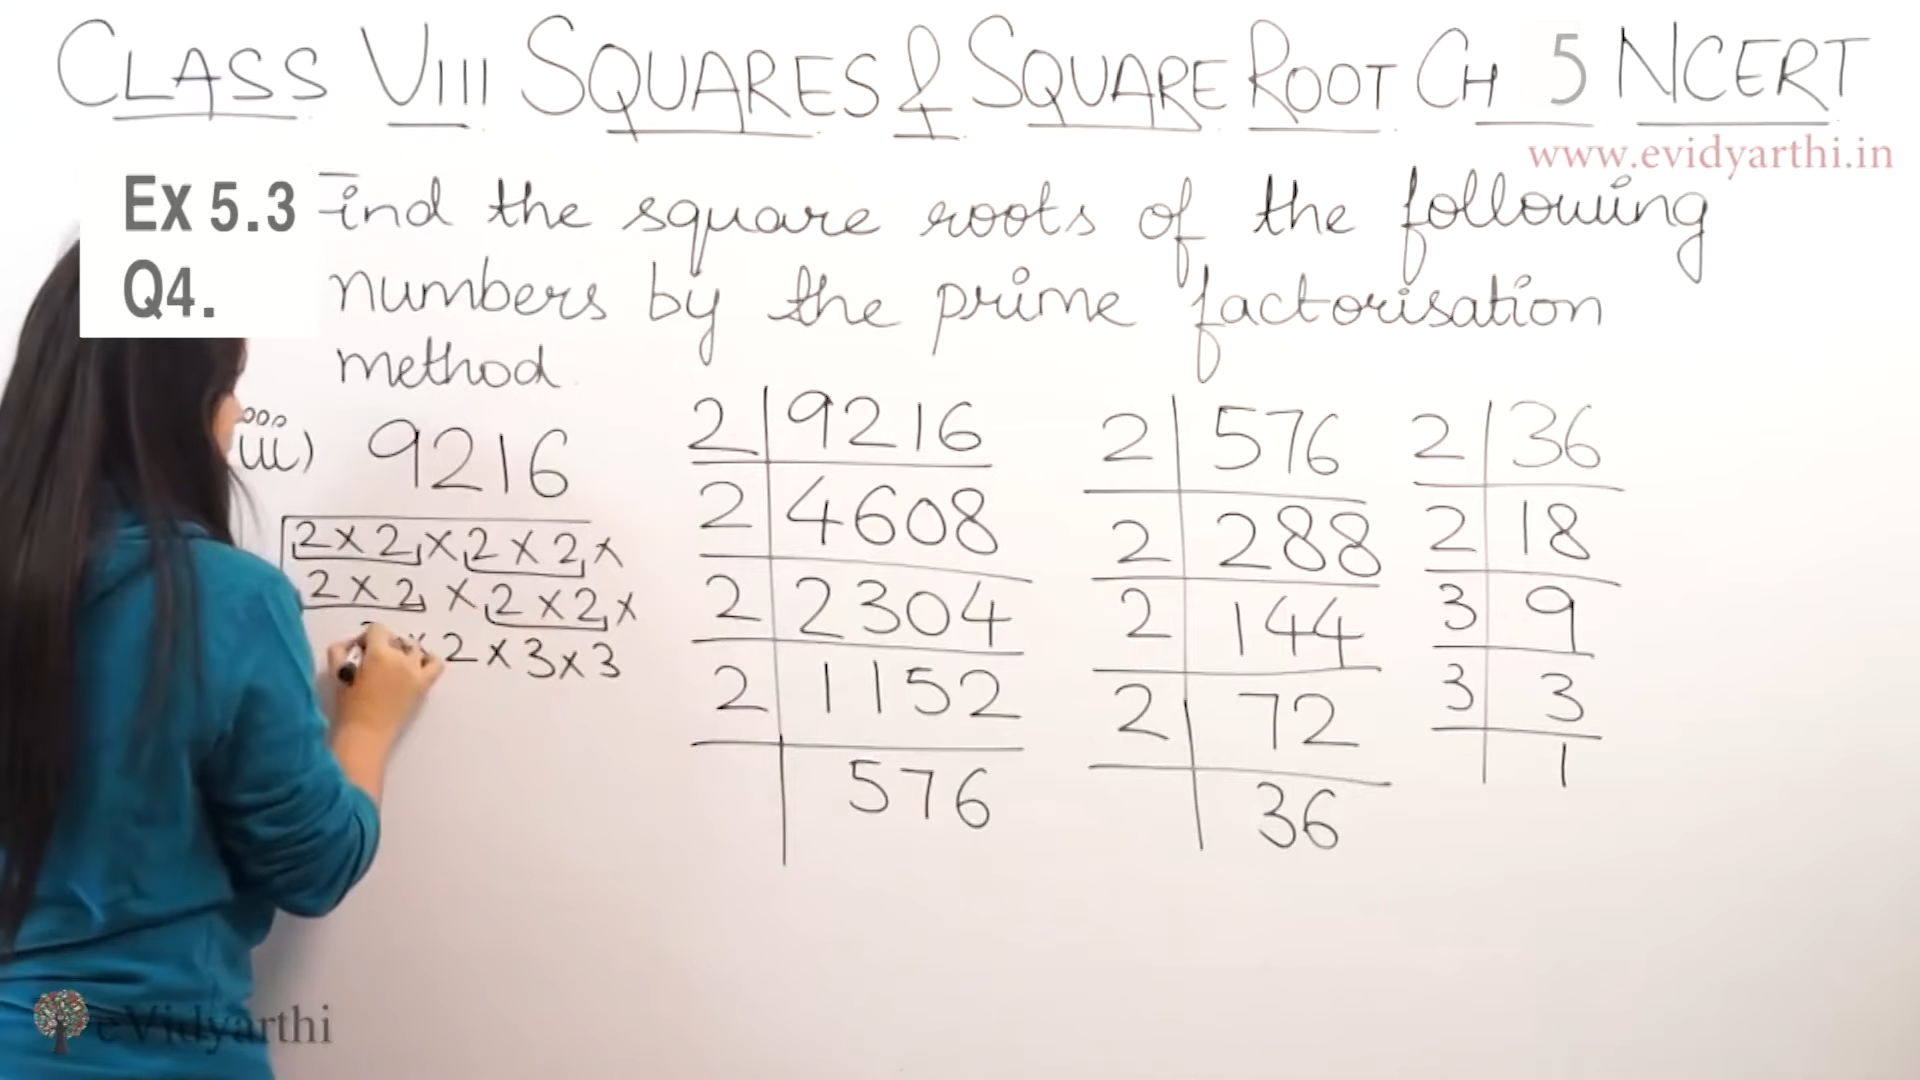 CLASS VIII SQUARES & SQUARE ROOT CH 5 NCERT
www.evidyarthi.in
Ex 5.3 Find the square roots of the following
Q4. numbers by the prime factorisation
method
iii) 9216
2 × 2 × 2 × 2 ×
2 × 2 × 2 × 2 ×
× 2 × 3 × 3
2 | 9216
2 | 4608
2 | 2304
2 | 1152
576
2 | 576
2 | 288
2 | 144
2 | 72
36
2 | 36
2 | 18
3 | 9
3 | 3
1
eVidyarthi